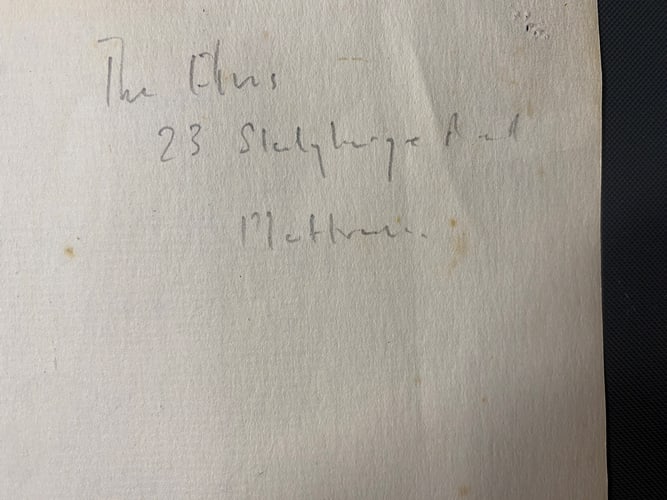 The Elms
23 Stalybridge Road
Mottram.